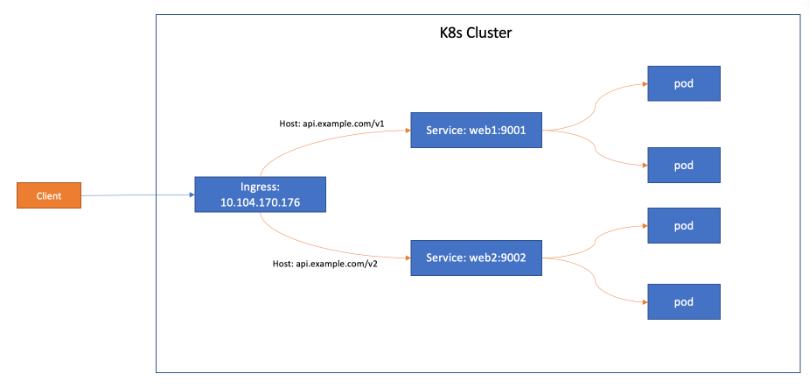 K8s Cluster
pod
Host: api.example.com/v1
Service: web1:9001
pod
Ingress:
10.104.170.176
Client
pod
Host: api.example.com/v2
Service: web2:9002
pod